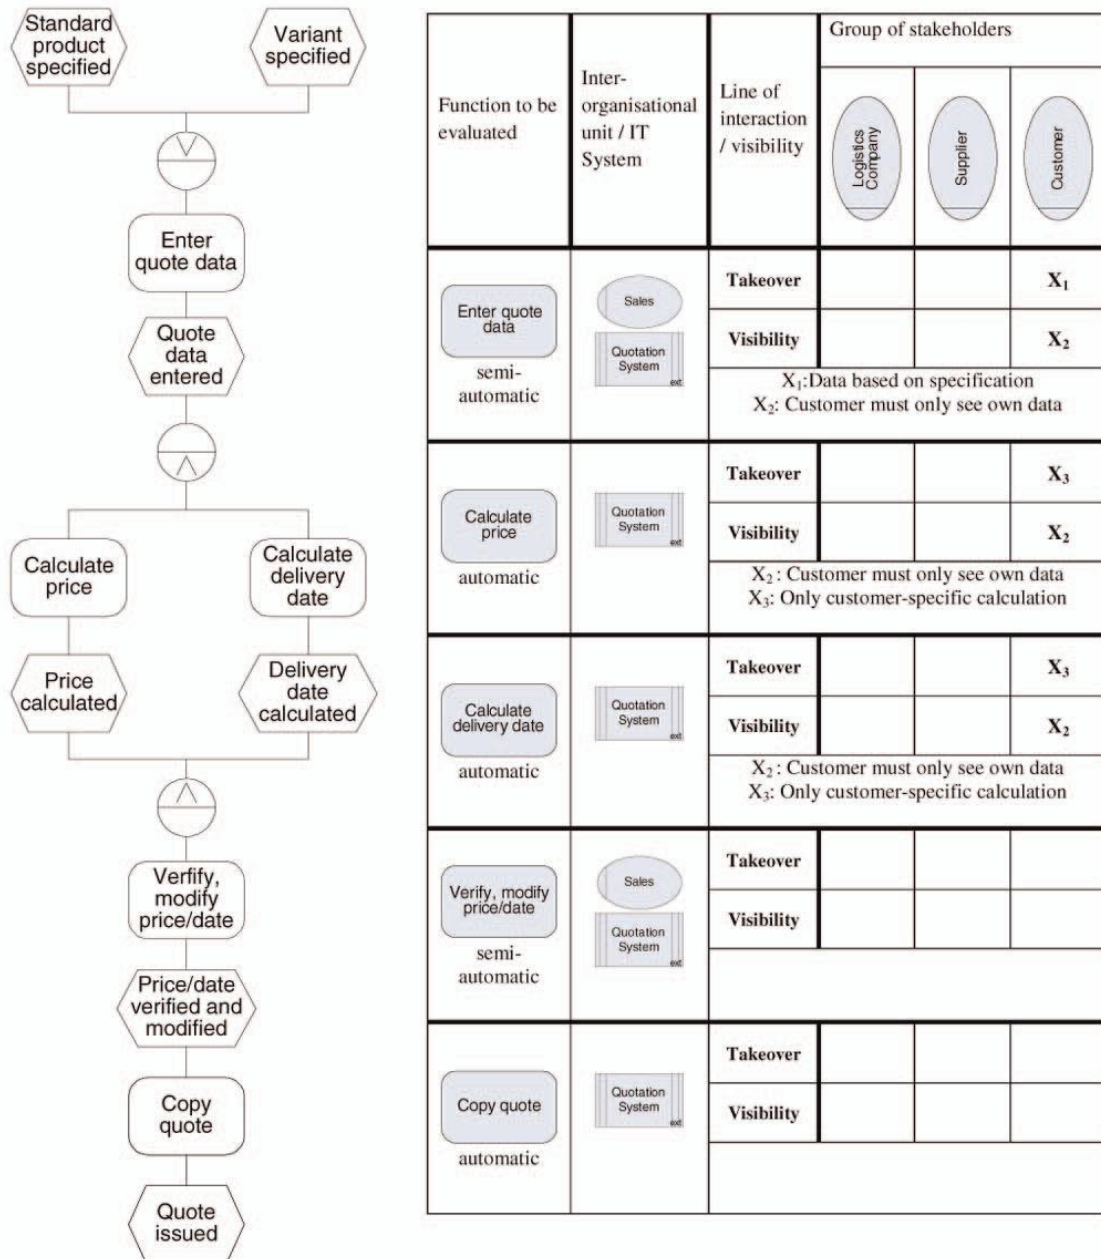 Standard
product
specified
Variant
specified
Enter
quote data
Quote
data
entered
Calculate
price
Calculate
delivery
date
Price
calculated
Delivery
date
calculated
Verfify,
modify
price/date
Price/date
verified and
modified
Copy
quote
Quote
issued
Function to be
evaluated
Inter-
organisational
unit / IT
System
Line of
interaction
/ visibility
Group of stakeholders
Logistics
Company
Supplier
Customer
Enter quote
data
semi-
automatic
Sales
Quotation
System
ext
Takeover
X₁
Visibility
X₂
X₁:Data based on specification
X₂: Customer must only see own data
Calculate
price
automatic
Quotation
System
ext
Takeover
X₃
Visibility
X₂
X₂ : Customer must only see own data
X₃: Only customer-specific calculation
Calculate
delivery date
automatic
Quotation
System
ext
Takeover
X₃
Visibility
X₂
X₂ : Customer must only see own data
X₃: Only customer-specific calculation
Verify, modify
price/date
semi-
automatic
Sales
Quotation
System
ext
Takeover
Visibility
Copy quote
automatic
Quotation
System
ext
Takeover
Visibility